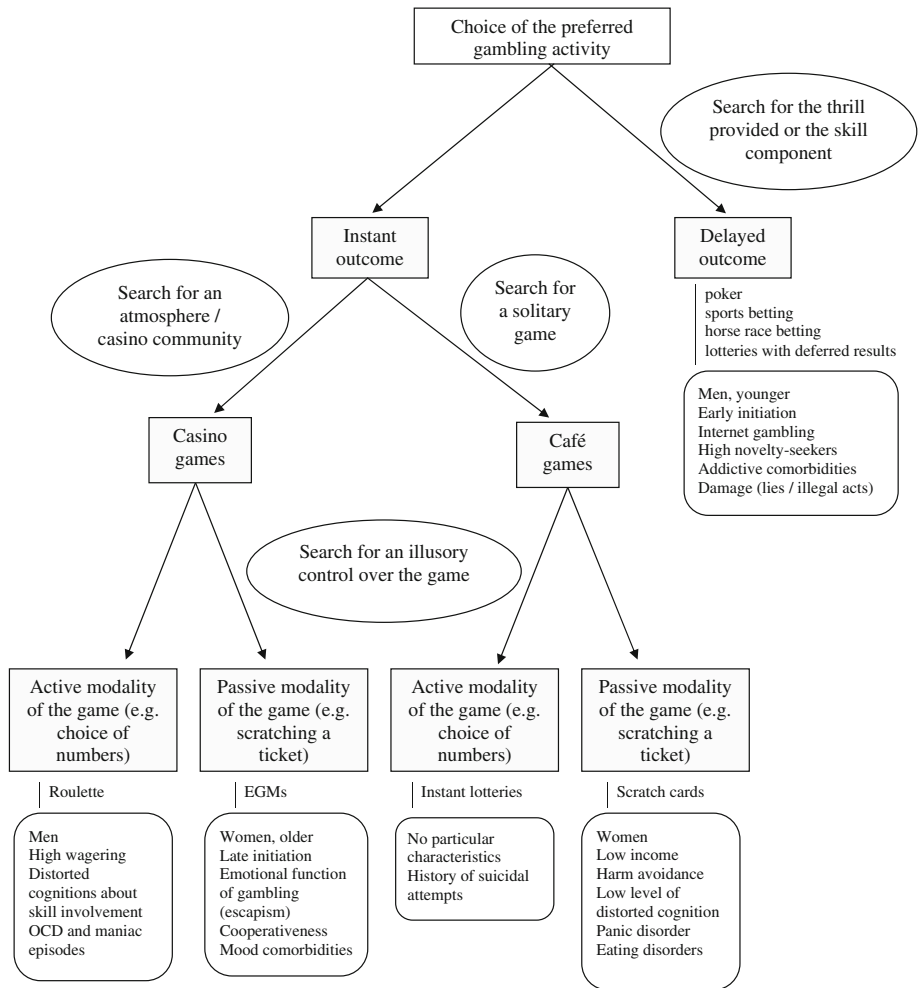 Choice of the preferred
gambling activity
Search for the thrill
provided or the skill
component
Instant
outcome
Delayed
outcome
Search for an
atmosphere /
casino community
Search for
a solitary
game
poker
sports betting
horse race betting
lotteries with deferred results
Men, younger
Early initiation
Internet gambling
High novelty-seekers
Addictive comorbidities
Damage (lies / illegal acts)
Casino
games
Café
games
Search for an illusory
control over the game
Active modality
of the game (e.g.
choice of
numbers)
Passive modality
of the game (e.g.
scratching a
ticket)
Active modality
of the game (e.g.
choice of
numbers)
Passive modality
of the game (e.g.
scratching a
ticket)
Roulette
EGMs
Instant lotteries
Scratch cards
Men
High wagering
Distorted
cognitions about
skill involvement
OCD and maniac
episodes
Women, older
Late initiation
Emotional function
of gambling
(escapism)
Cooperativeness
Mood comorbidities
No particular
characteristics
History of suicidal
attempts
Women
Low income
Harm avoidance
Low level of
distorted cognition
Panic disorder
Eating disorders